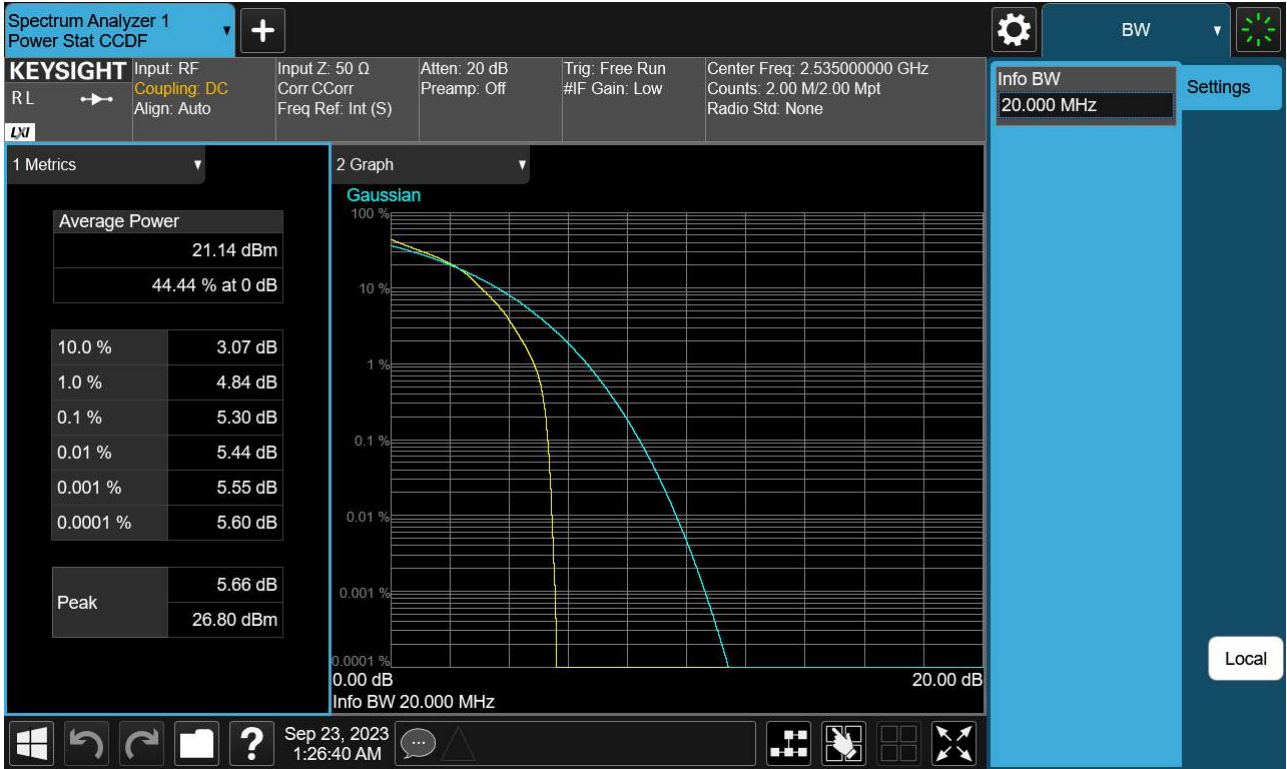 Spectrum Analyzer 1
Power Stat CCDF
BW
KEYSIGHT
RL
LXI
Input: RF
Coupling: DC
Align: Auto
Input Z: 50 Ω
Corr CCorr
Freq Ref: Int (S)
Atten: 20 dB
Preamp: Off
Trig: Free Run
#IF Gain: Low
Center Freq: 2.535000000 GHz
Counts: 2.00 M/2.00 Mpt
Radio Std: None
Info BW
20.000 MHz
Settings
1 Metrics
Average Power
21.14 dBm
44.44 % at 0 dB
10.0 % 3.07 dB
1.0 % 4.84 dB
0.1 % 5.30 dB
0.01 % 5.44 dB
0.001 % 5.55 dB
0.0001 % 5.60 dB
Peak
5.66 dB
26.80 dBm
2 Graph
Gaussian
100 %
10 %
1 %
0.1 %
0.01 %
0.001 %
0.0001 %
0.00 dB 20.00 dB
Info BW 20.000 MHz
Local
?
Sep 23, 2023
1:26:40 AM